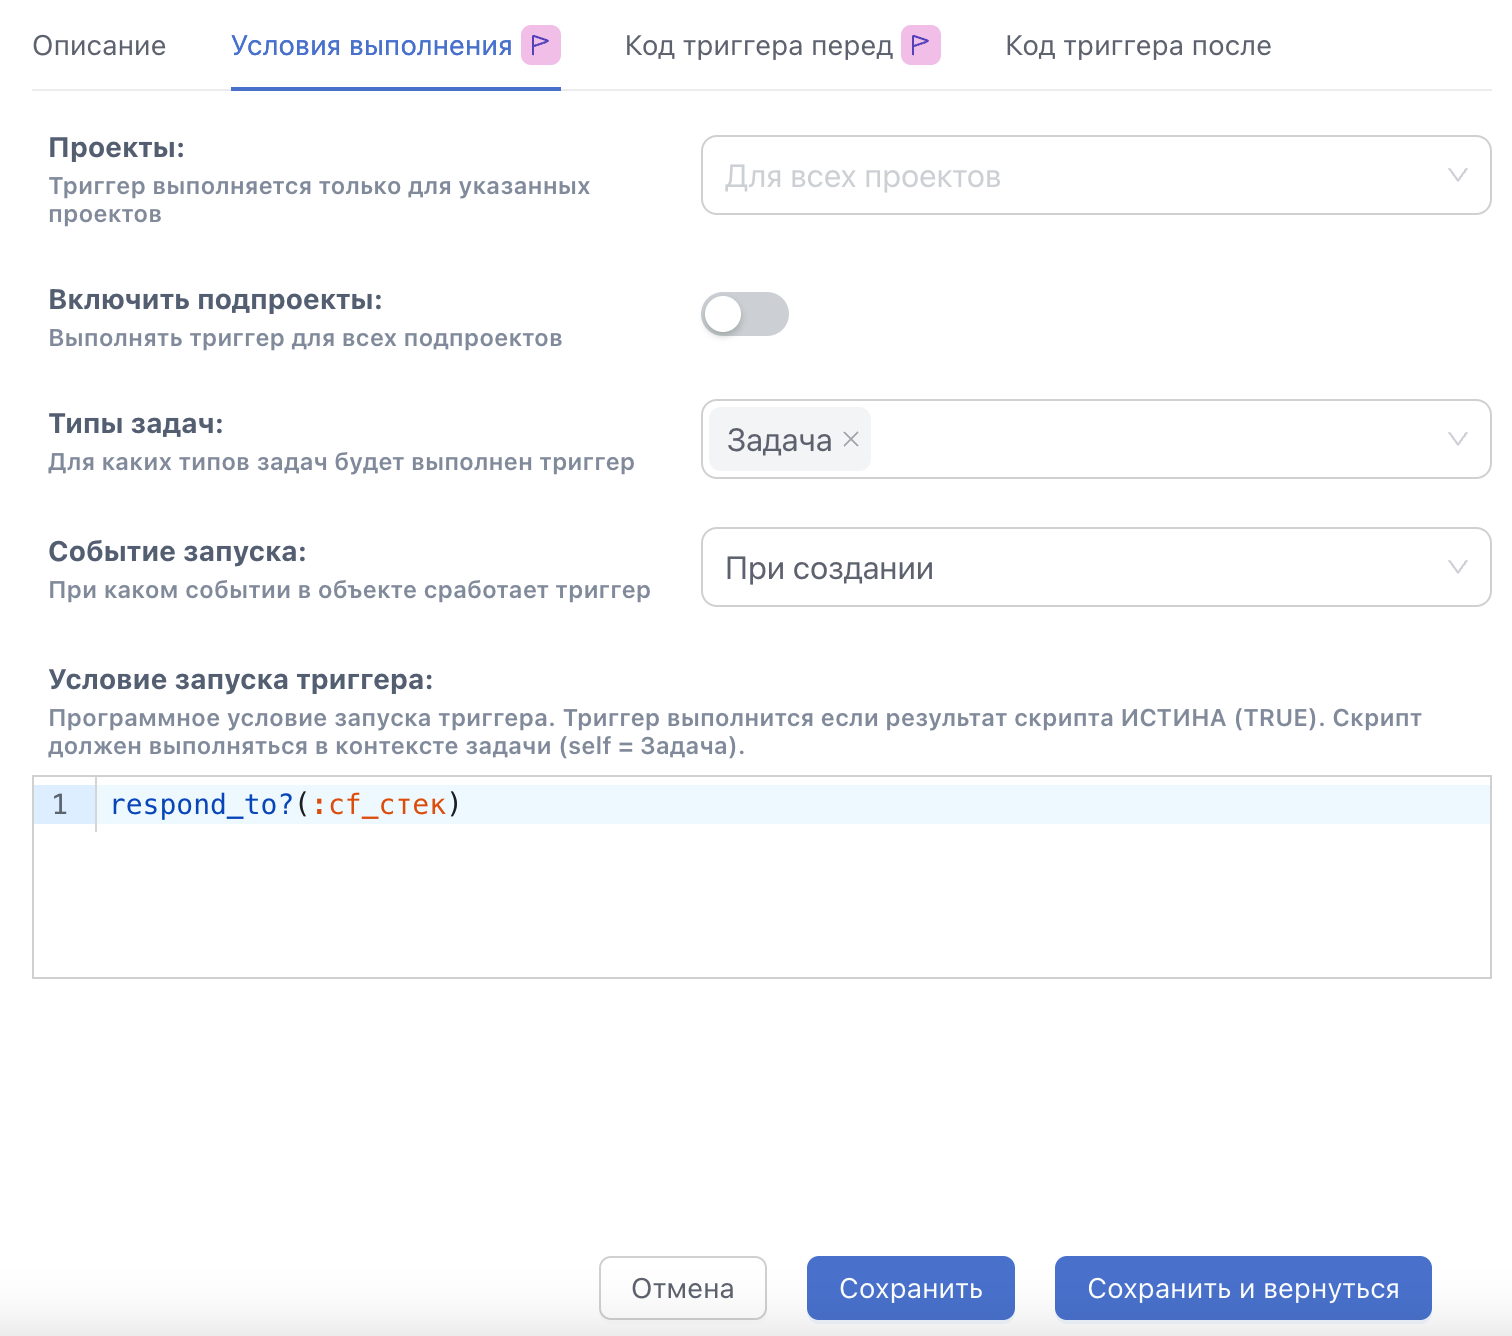 Описание Условия выполнения Код триггера перед Код триггера после
Проекты:
Триггер выполняется только для указанных
проектов
Для всех проектов
Включить подпроекты:
Выполнять триггер для всех подпроектов
Типы задач:
Для каких типов задач будет выполнен триггер
Задача
Событие запуска:
При каком событии в объекте сработает триггер
При создании
Условие запуска триггера:
Программное условие запуска триггера. Триггер выполнится если результат скрипта ИСТИНА (TRUE). Скрипт
должен выполняться в контексте задачи (self = Задача).
1 respond_to?(:cf_стек)
Отмена Сохранить Сохранить и вернуться